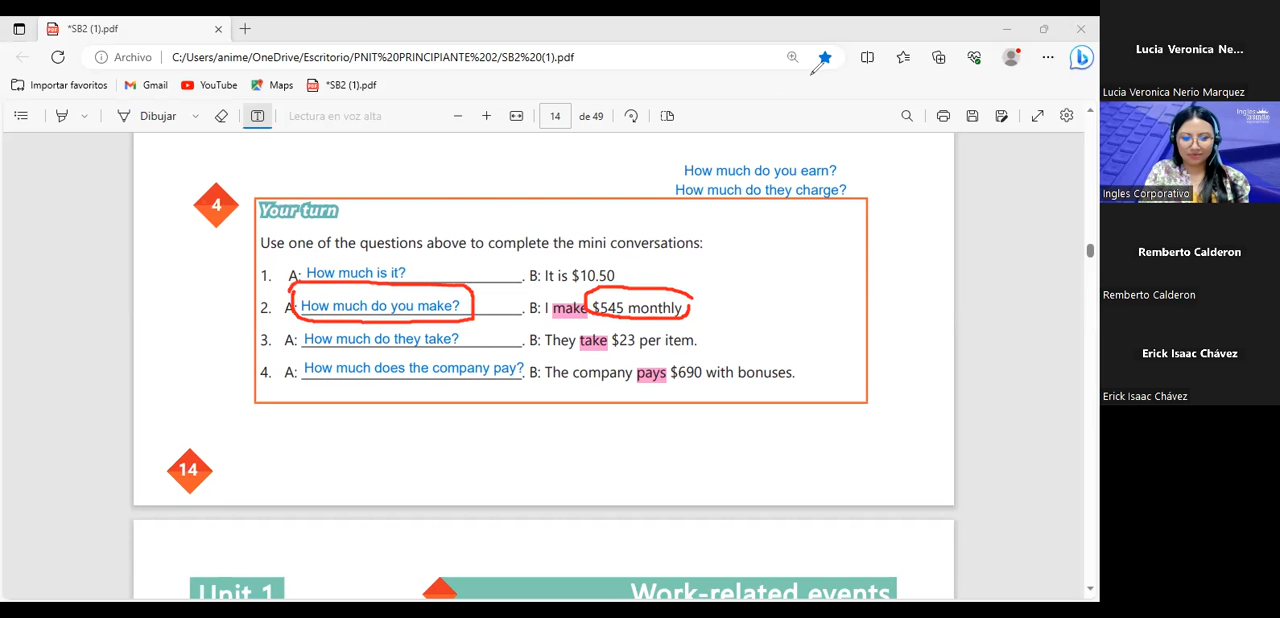 *SB2 (1).pdf
Archivo
C:/Users/anime/OneDrive/Escritorio/PNIT%20PRINCIPIANTE%202/SB2%20(1).pdf
Importar favoritos
Gmail
YouTube
Maps
*SB2 (1).pdf
Dibujar
Lectura en voz alta
14
de 49
How much do you earn?
How much do they charge?
4
Your turn
Use one of the questions above to complete the mini conversations:
1. A: How much is it? . B: It is $10.50
2. A: How much do you make? . B: I make $545 monthly
3. A: How much do they take? . B: They take $23 per item.
4. A: How much does the company pay? . B: The company pays $690 with bonuses.
14
Unit 1
Work-related events
Lucia Veronica Ne...
Lucia Veronica Nerio Marquez
Ingles Corporativo
Remberto Calderon
Remberto Calderon
Erick Isaac Chávez
Erick Isaac Chávez